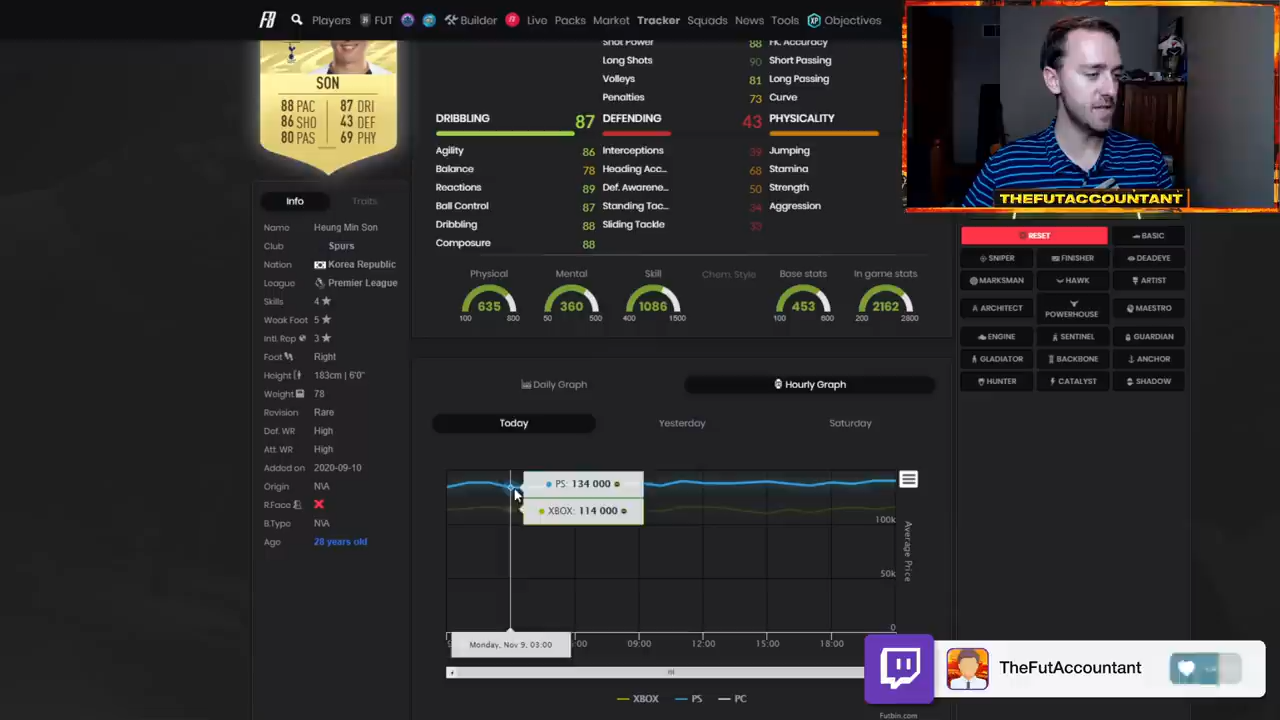 Players FUT Builder Live Packs Market Tracker Squads News Tools XP Objectives
SON
88 PAC 87 DRI
86 SHO 43 DEF
80 PAS 69 PHY
Shot Power 88 FK Accuracy
Long Shots 90 Short Passing
Volleys 81 Long Passing
Penalties 73 Curve
DRIBBLING 87 DEFENDING 43 PHYSICALITY
Agility 86 Interceptions 39 Jumping
Balance 78 Heading Acc... 68 Stamina
Reactions 89 Def. Awarene... 50 Strength
Ball Control 87 Standing Tac... 34 Aggression
Dribbling 88 Sliding Tackle 33
Composure 88
THEFUTACCOUNTANT
Info Traits
Name Heung Min Son
Club Spurs
Nation Korea Republic
League Premier League
Skills 4
Weak Foot 5
Intl. Rep 3
Foot Right
Height 183cm | 6'0"
Weight 78
Revision Rare
Def. WR High
Att. WR High
Added on 2020-09-10
Origin N\A
R.Face
B.Type N\A
Age 28 years old
Physical Mental Skill Chem. Style Base stats In game stats
635 360 1086 453 2162
100 800 50 500 400 1500 100 600 200 2800
RESET BASIC
SNIPER FINISHER DEADEYE
MARKSMAN HAWK ARTIST
ARCHITECT POWERHOUSE MAESTRO
ENGINE SENTINEL GUARDIAN
GLADIATOR BACKBONE ANCHOR
HUNTER CATALYST SHADOW
Daily Graph Hourly Graph
Today Yesterday Saturday
PS: 134 000
XBOX: 114 000
100k
50k
0
Average Price
Monday, Nov 9, 03:00
:00 09:00 12:00 15:00 18:00
XBOX PS PC
Futbin.com
TheFutAccountant